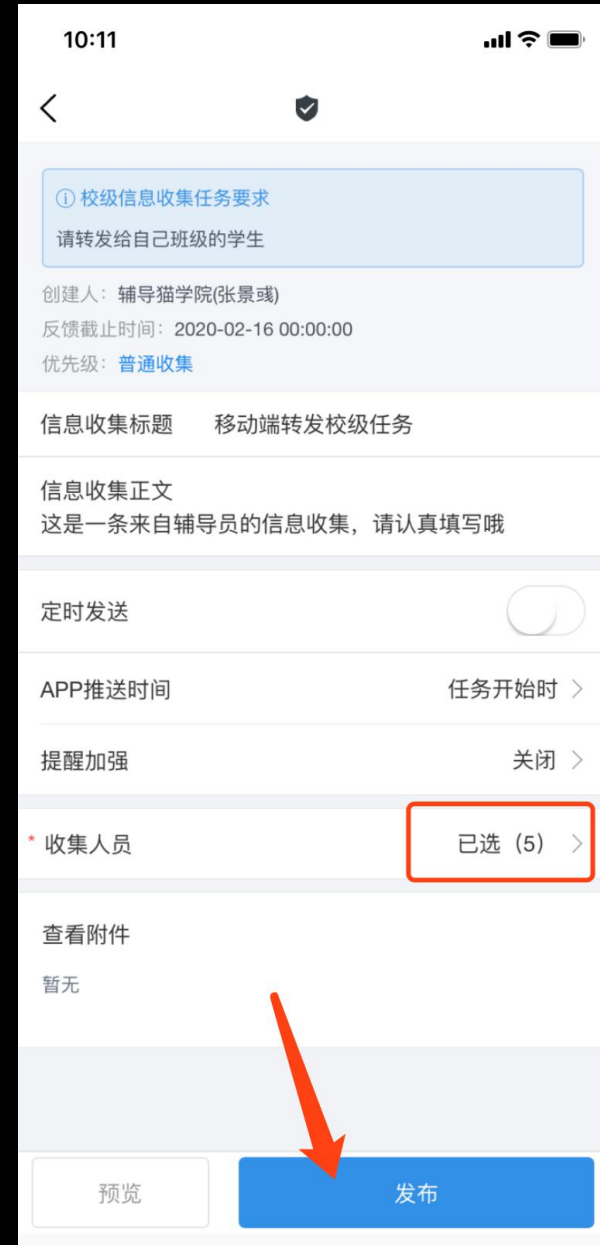 10:11
校级信息收集任务要求
请转发给自己班级的学生
创建人：辅导猫学院(张景彧)
反馈截止时间：2020-02-16 00:00:00
优先级：普通收集
信息收集标题 移动端转发校级任务
信息收集正文
这是一条来自辅导员的信息收集，请认真填写哦
定时发送
APP推送时间 任务开始时
提醒加强 关闭
* 收集人员 已选（5）
查看附件
暂无
预览 发布